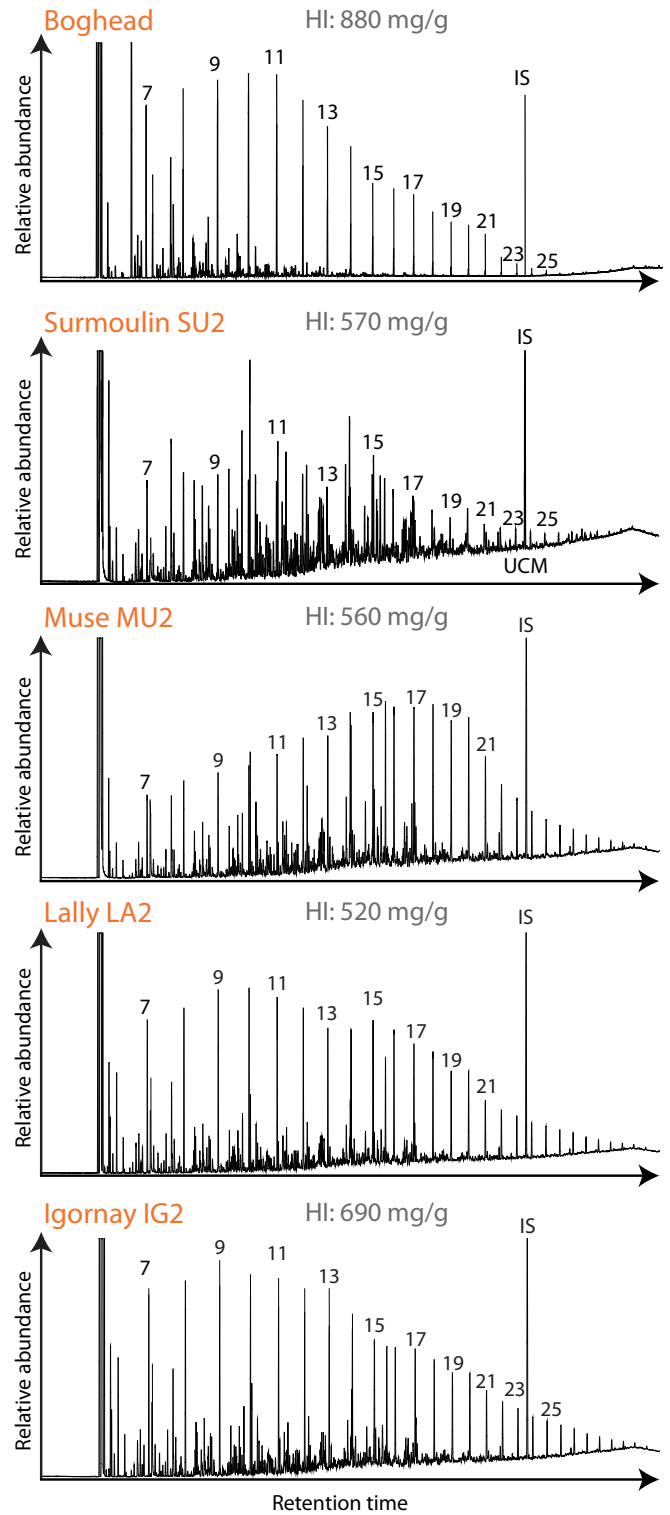 Boghead HI: 880 mg/g
Relative abundance
7 9 11 13 15 17 19 21 23 IS 25
Surmoulin SU2 HI: 570 mg/g
Relative abundance
7 9 11 13 15 17 19 21 23 IS 25
UCM
Muse MU2 HI: 560 mg/g
Relative abundance
7 9 11 13 15 17 19 21 IS
Lally LA2 HI: 520 mg/g
Relative abundance
7 9 11 13 15 17 19 21 IS
Igornay IG2 HI: 690 mg/g
Relative abundance
7 9 11 13 15 17 19 21 23 IS 25
Retention time